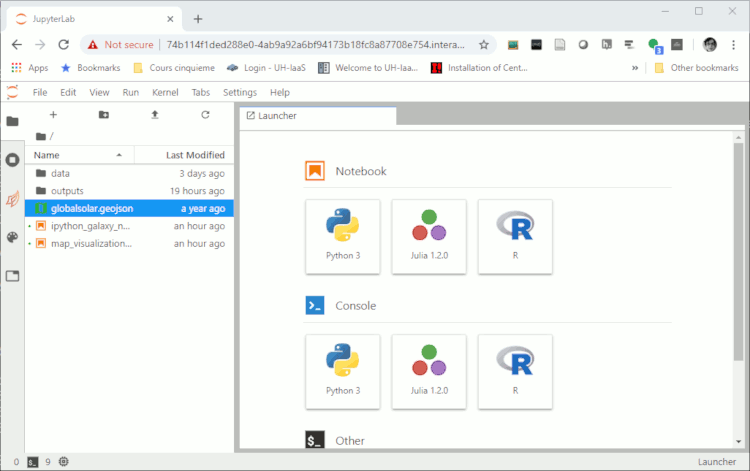 JupyterLab
Not secure | 74b114f1ded288e0-4ab9a92a6bf94173b18fc8a87708e754.intera...
3
Apps Bookmarks Cours cinquieme Login - UH-IaaS Welcome to UH-Iaa... Installation of Cent... » Other bookmarks
File Edit View Run Kernel Tabs Settings Help
Launcher
/
Name Last Modified
data 3 days ago
outputs 19 hours ago
globalsolar.geojson a year ago
ipython_galaxy_n... an hour ago
map_visualization... an hour ago
Notebook
Python 3 Julia 1.2.0 R
Console
Python 3 Julia 1.2.0 R
$_ Other
0 $_ 9 Launcher